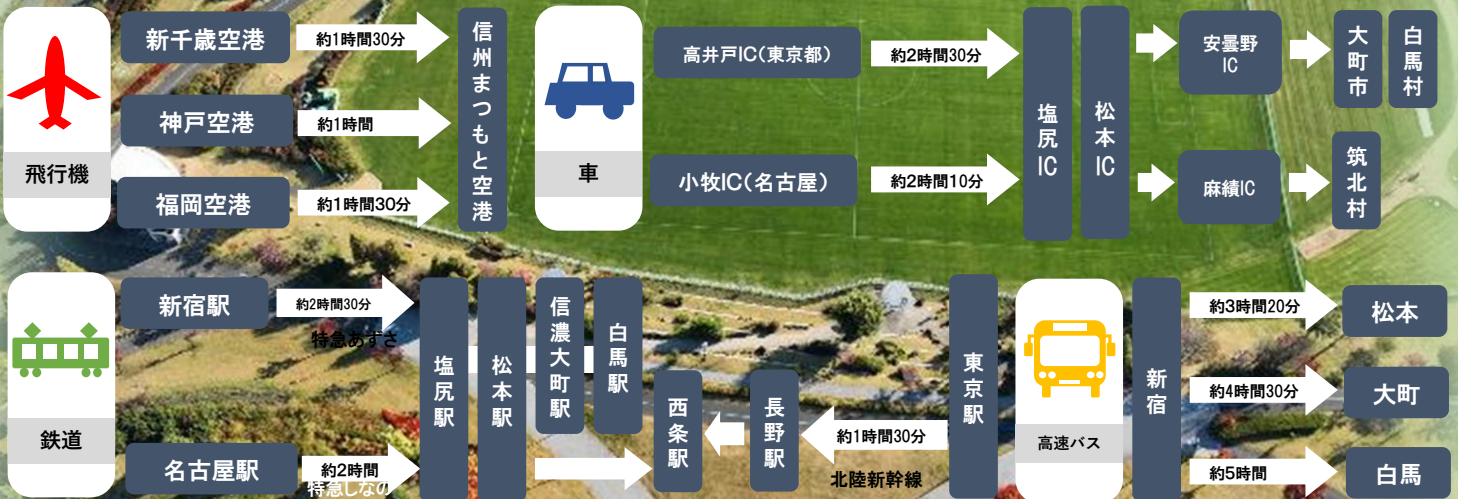 飛行機
新千歳空港
約1時間30分
神戸空港
約1時間
福岡空港
約1時間30分
信州まつもと空港
車
高井戸IC(東京都)
約2時間30分
小牧IC(名古屋)
約2時間10分
塩尻IC
松本IC
安曇野
IC
大町市
白馬村
麻績IC
筑北村
鉄道
新宿駅
約2時間30分
特急あずさ
名古屋駅
約2時間
特急しなの
塩尻駅
松本駅
信濃大町駅
白馬駅
西条駅
長野駅
約1時間30分
北陸新幹線
東京駅
高速バス
新宿
約3時間20分
松本
約4時間30分
大町
約5時間
白馬